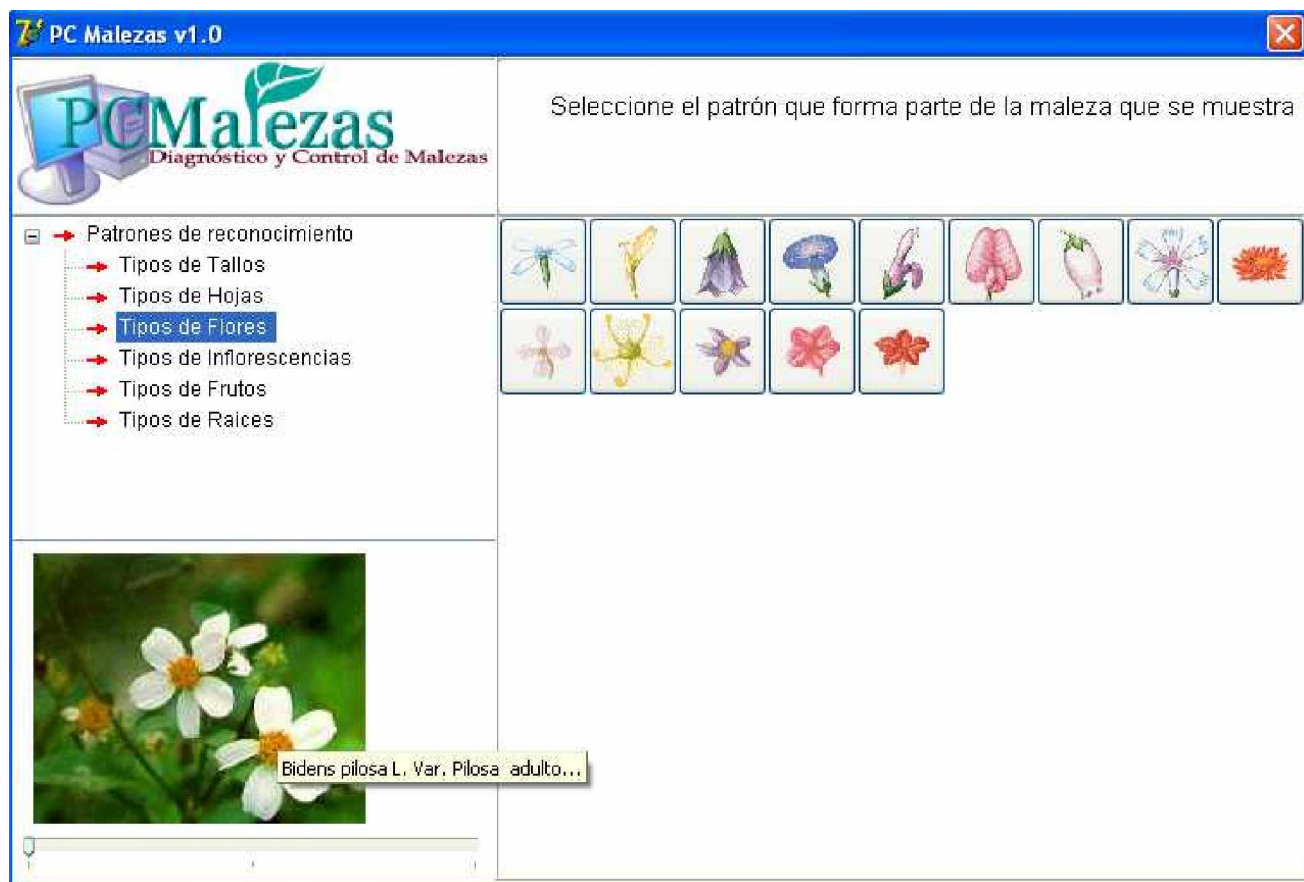 PC Malezas v1.0
PCMalezas
Diagnóstico y Control de Malezas
Seleccione el patrón que forma parte de la maleza que se muestra
Patrones de reconocimiento
Tipos de Tallos
Tipos de Hojas
Tipos de Flores
Tipos de Inflorescencias
Tipos de Frutos
Tipos de Raices
Bidens pilosa L. Var. Pilosa adulto...